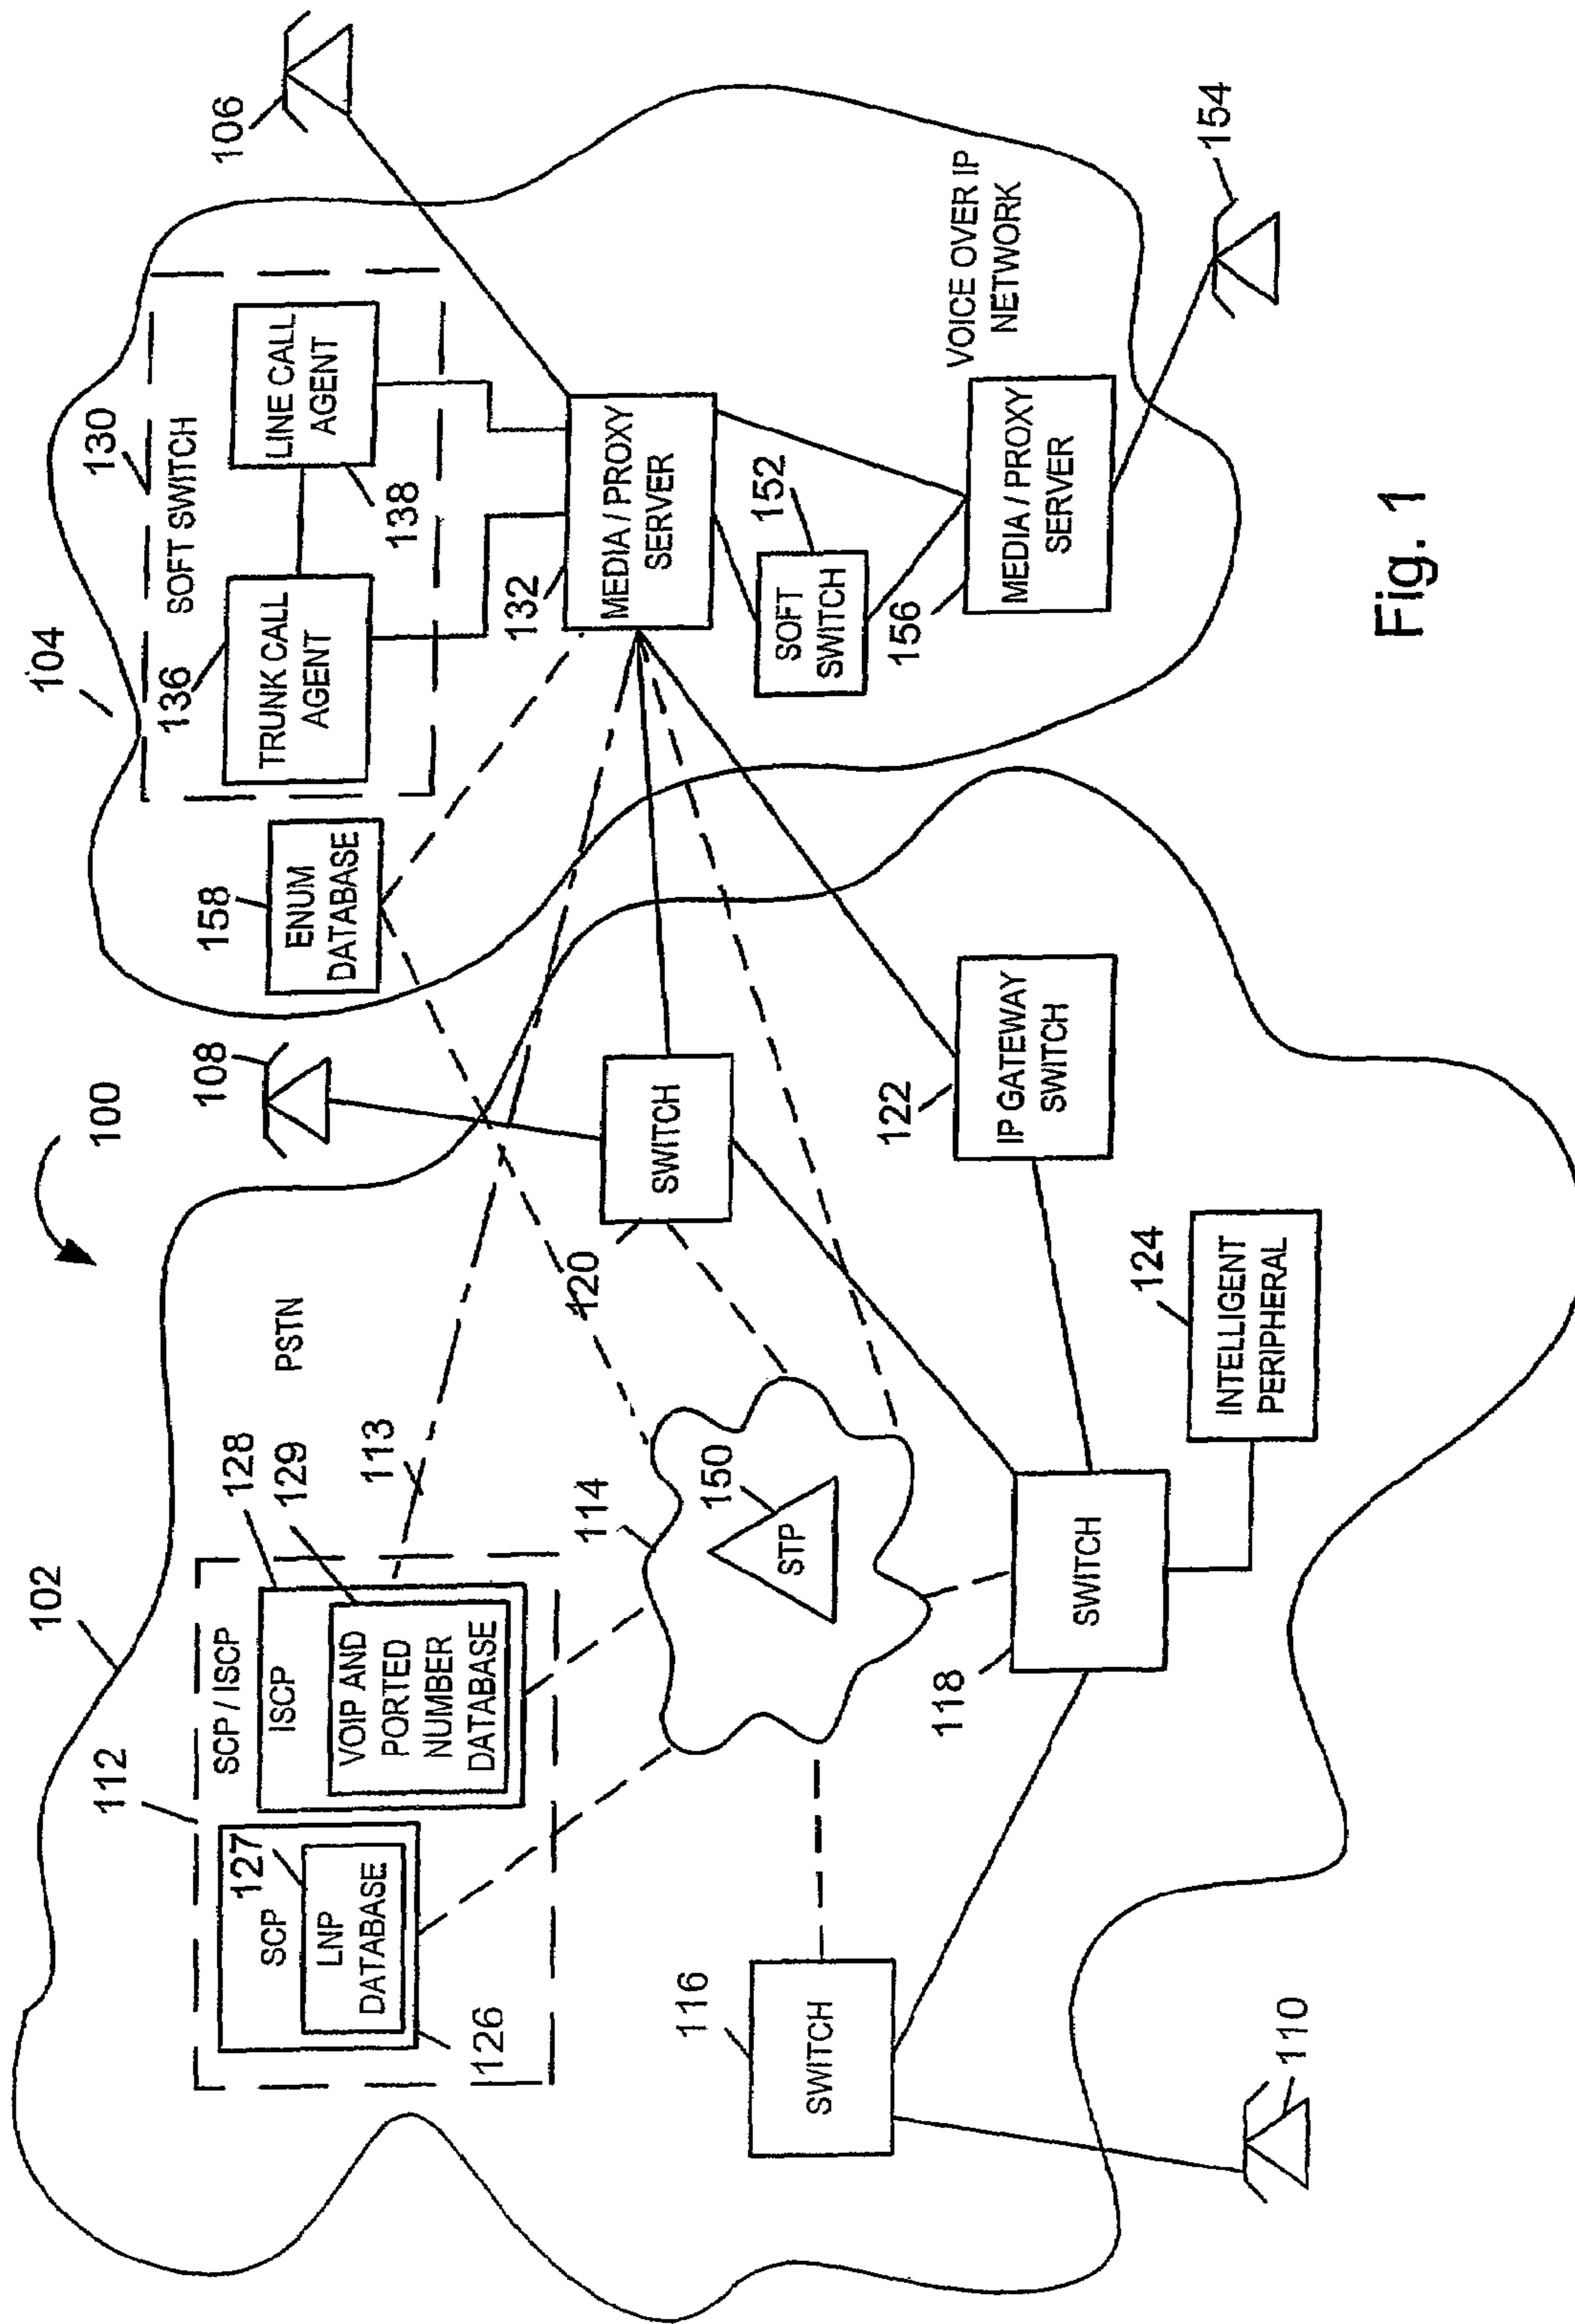 100
102
104
106
PSTN
112
SCP / ISCP
SCP
127
LNP
DATABASE
126
ISCP
128
129
VOIP AND
PORTED
NUMBER
DATABASE
113
108
158
ENUM
DATABASE
130
SOFT SWITCH
136
TRUNK CALL
AGENT
LINE CALL
AGENT
138
114
150
STP
120
SWITCH
132
MEDIA / PROXY
SERVER
116
SWITCH
118
SWITCH
122
IP GATEWAY
SWITCH
SOFT
SWITCH
152
156
MEDIA / PROXY
SERVER
VOICE OVER IP
NETWORK
124
INTELLIGENT
PERIPHERAL
110
154
Fig. 1